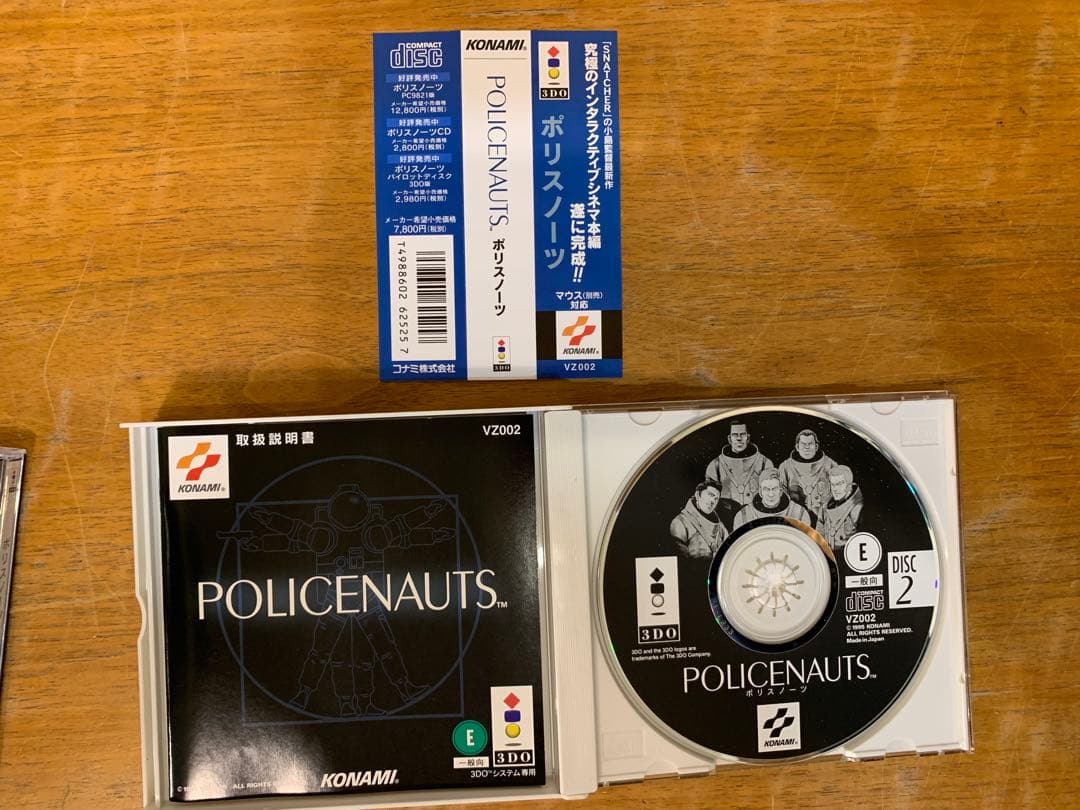 COMPACT
disc
好評発売中
ポリスノーツ
PC9821版
メーカー希望小売価格
12,800円(税別)
好評発売中
ポリスノーツCD
メーカー希望小売価格
2,800円(税別)
好評発売中
ポリスノーツ
パイロットディスク
3DO版
メーカー希望小売価格
2,980円(税別)
メーカー希望小売価格
7,800円(税別)
T4988602 62525 7
コナミ株式会社
KONAMI®
POLICENAUTS™
ポリスノーツ
3DO
「SNATCHER」の小島監督最新作
究極のインタラクティブシネマ本編
遂に完成!!
3DO
ポリスノーツ
マウス(別売)
対応
KONAMI®
VZ002
KONAMI®
取扱説明書
VZ002
POLICENAUTS™
E
一般向
3DO
3DO™システム専用
KONAMI®
ALL RIGHTS
3DO
3DO and the 3DO logos are
trademarks of The 3DO Company.
E
一般向
DISC
2
COMPACT
disc
VZ002
© 1995 KONAMI
ALL RIGHTS RESERVED.
Made in Japan
POLICENAUTS™
ポリスノーツ
KONAMI®